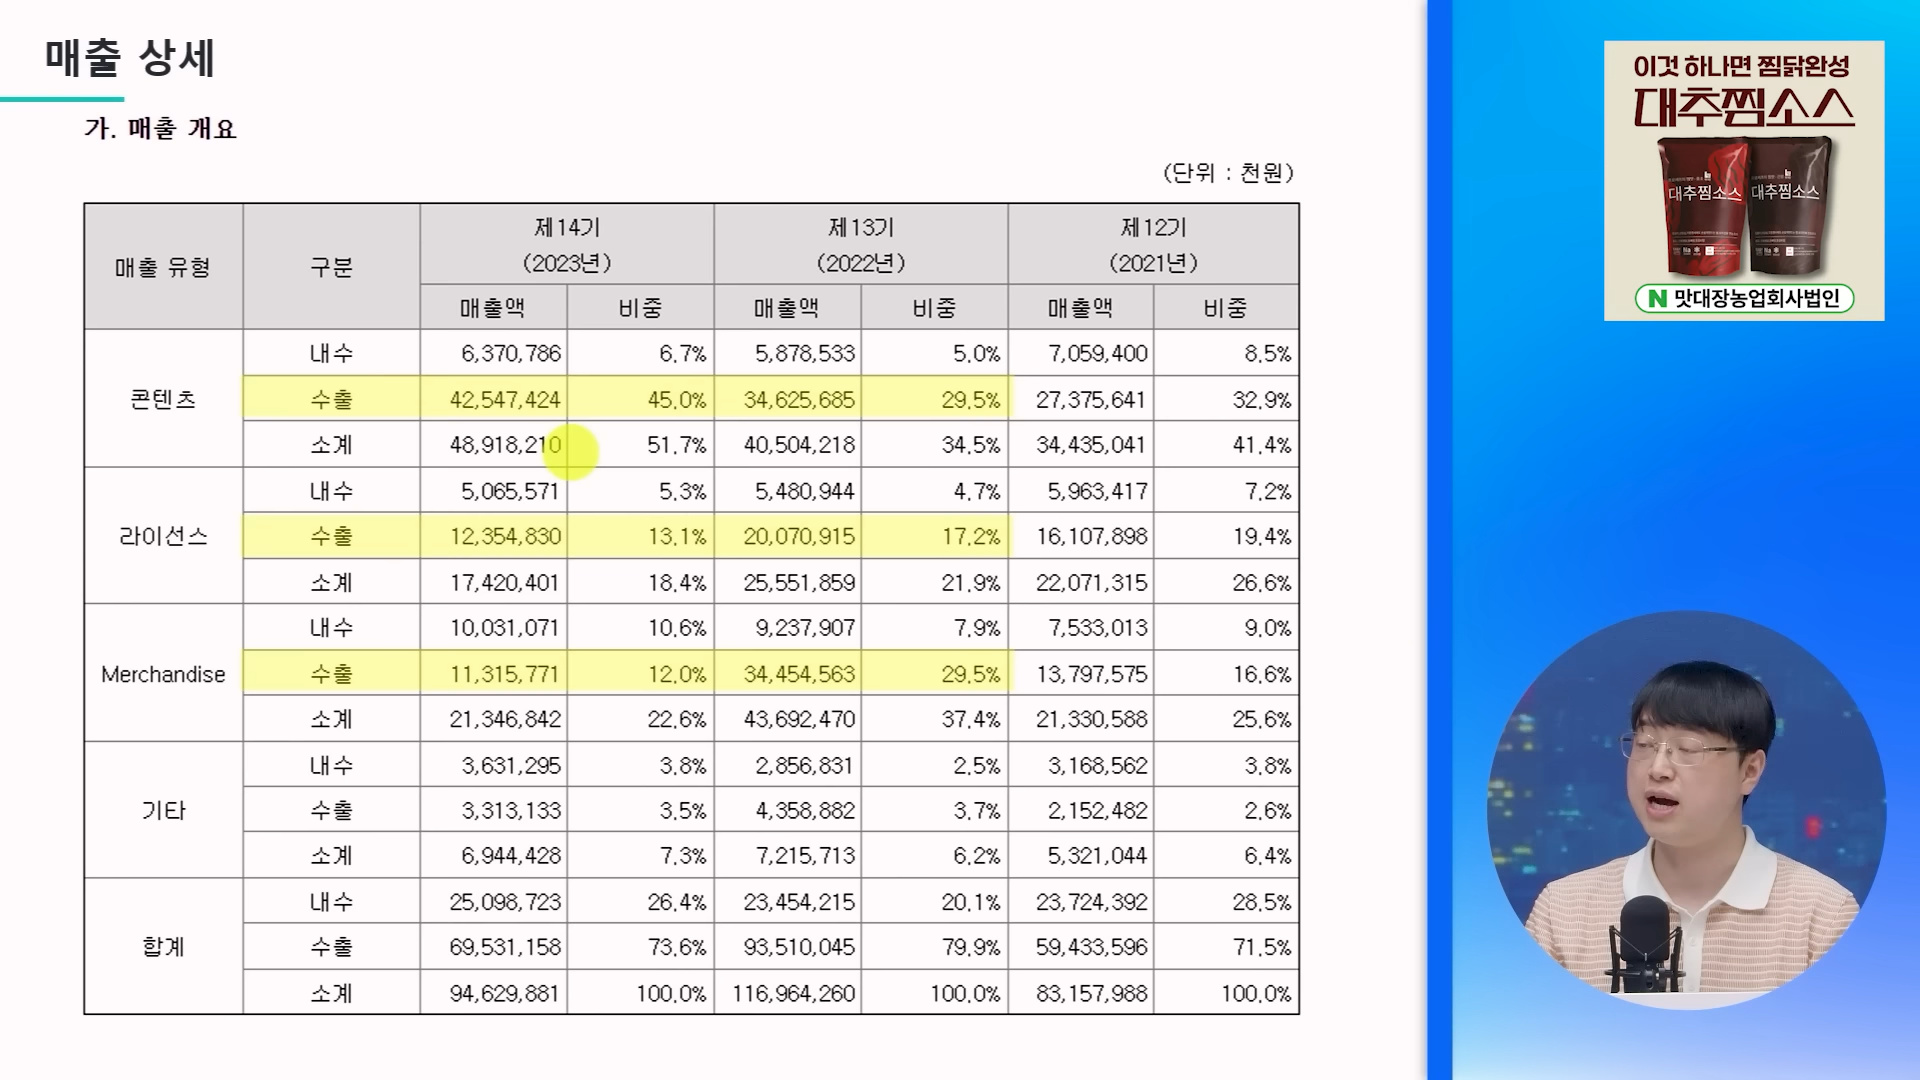 매출 상세
가. 매출 개요
(단위 : 천원)
매출 유형 구분 제14기 (2023년) 제13기 (2022년) 제12기 (2021년)
매출액 비중 매출액 비중 매출액 비중
콘텐츠 내수 6,370,786 6.7% 5,878,533 5.0% 7,059,400 8.5%
수출 42,547,424 45.0% 34,625,685 29.5% 27,375,641 32.9%
소계 48,918,210 51.7% 40,504,218 34.5% 34,435,041 41.4%
라이선스 내수 5,065,571 5.3% 5,480,944 4.7% 5,963,417 7.2%
수출 12,354,830 13.1% 20,070,915 17.2% 16,107,898 19.4%
소계 17,420,401 18.4% 25,551,859 21.9% 22,071,315 26.6%
Merchandise 내수 10,031,071 10.6% 9,237,907 7.9% 7,533,013 9.0%
수출 11,315,771 12.0% 34,454,563 29.5% 13,797,575 16.6%
소계 21,346,842 22.6% 43,692,470 37.4% 21,330,588 25.6%
기타 내수 3,631,295 3.8% 2,856,831 2.5% 3,168,562 3.8%
수출 3,313,133 3.5% 4,358,882 3.7% 2,152,482 2.6%
소계 6,944,428 7.3% 7,215,713 6.2% 5,321,044 6.4%
합계 내수 25,098,723 26.4% 23,454,215 20.1% 23,724,392 28.5%
수출 69,531,158 73.6% 93,510,045 79.9% 59,433,596 71.5%
소계 94,629,881 100.0% 116,964,260 100.0% 83,157,988 100.0%
이것 하나면 찜닭완성
대추찜소스
대추찜소스 대추찜소스
N 맛대장농업회사법인